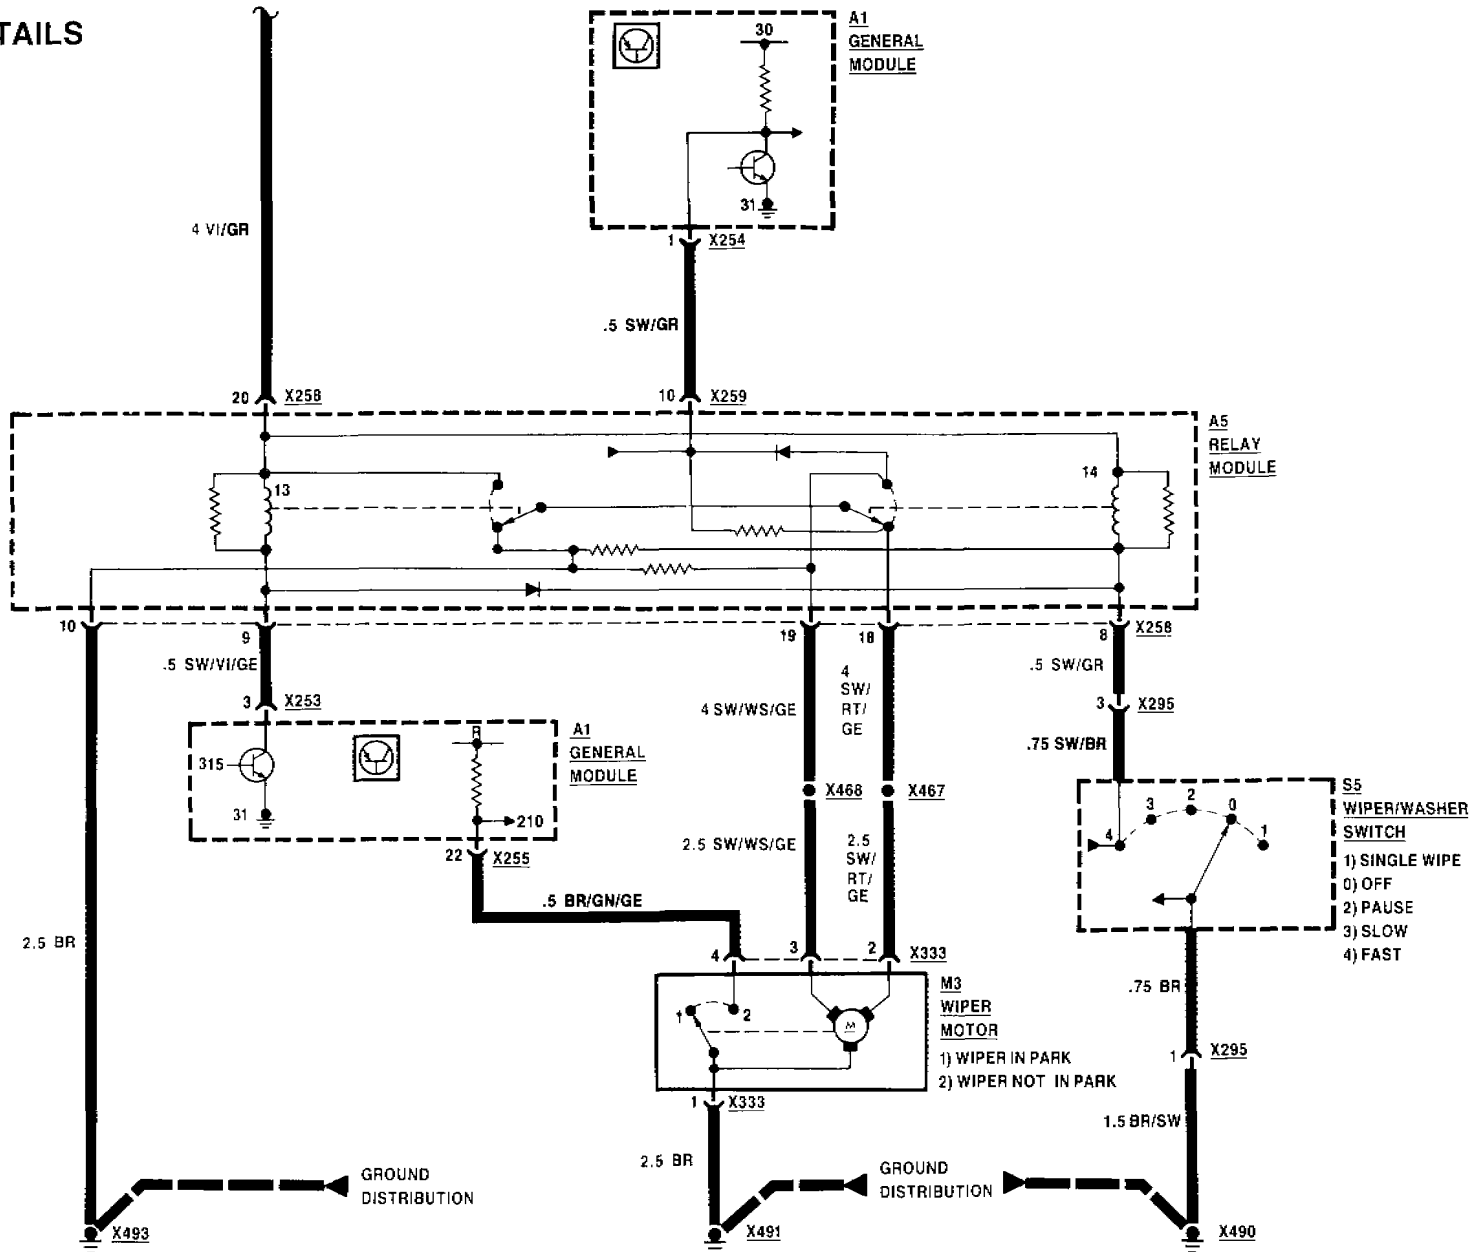 TAILS
A1
GENERAL
MODULE
30
31
4 VI/GR
1 X254
.5 SW/GR
20 X258
10 X259
A5
RELAY
MODULE
13
14
10
9
19
18
8 X258
.5 SW/VI/GE
.5 SW/GR
3 X253
3 X295
4 SW/WS/GE
4
SW/
RT/
GE
.75 SW/BR
A1
GENERAL
MODULE
315
31
R
210
X468
X467
22 X255
2.5 SW/WS/GE
2.5
SW/
RT/
GE
S5
WIPER/WASHER
SWITCH
1) SINGLE WIPE
0) OFF
2) PAUSE
3) SLOW
4) FAST
4
3
2
0
1
.5 BR/GN/GE
2.5 BR
4
3
2 X333
M3
WIPER
MOTOR
1) WIPER IN PARK
2) WIPER NOT IN PARK
1
2
M
.75 BR
1 X295
1 X333
1.5 BR/SW
2.5 BR
GROUND
DISTRIBUTION
GROUND
DISTRIBUTION
X493
X491
X490